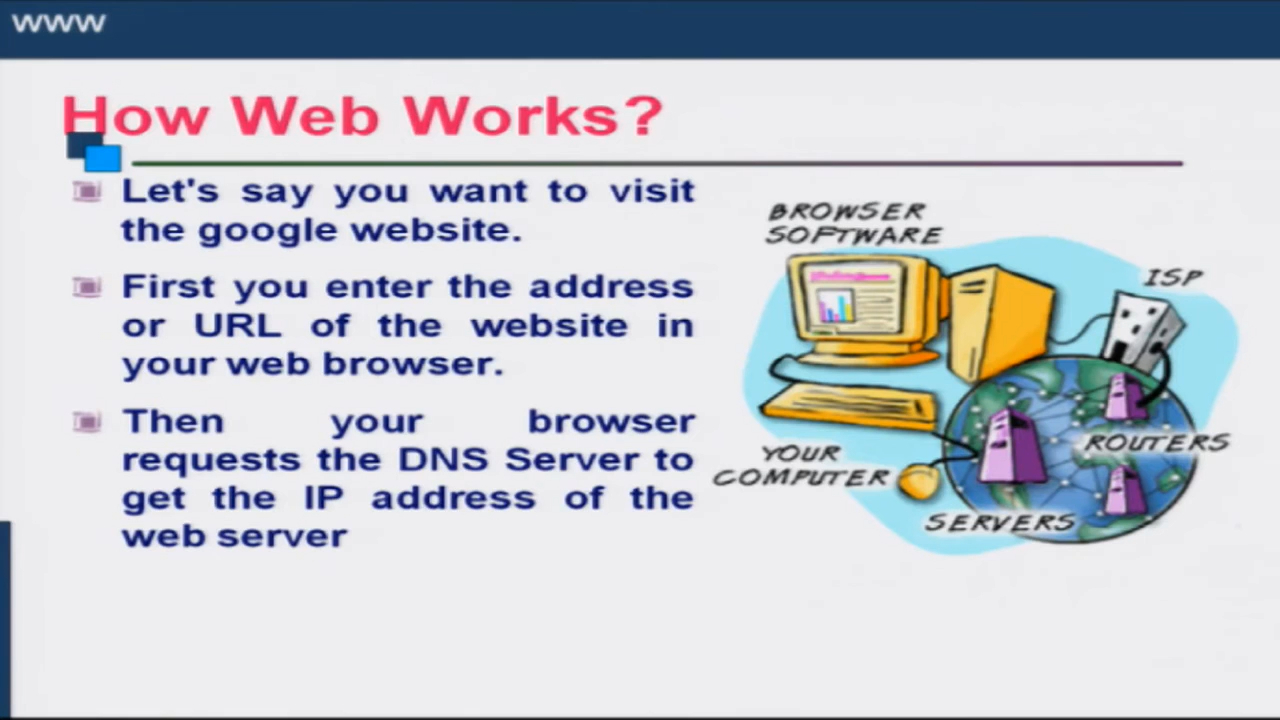 www
How Web Works?
Let's say you want to visit
the google website.
First you enter the address
or URL of the website in
your web browser.
Then your browser
requests the DNS Server to
get the IP address of the
web server
BROWSER
SOFTWARE
ISP
ROUTERS
YOUR
COMPUTER
SERVERS